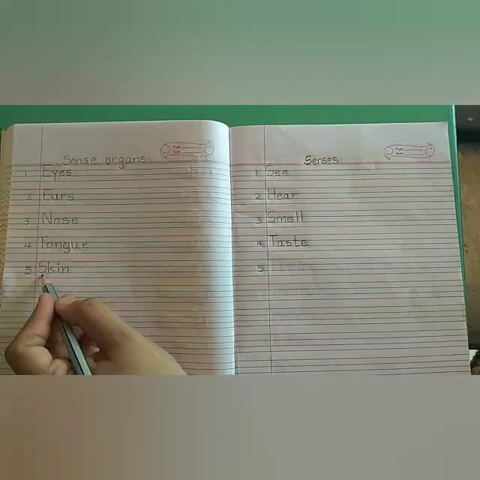 Sense organs
1 Eyes
2 Ears
3 Nose
4 Tongue
5 Skin
Senses
1. See
2 Hear
3 Smell
4 Taste
5